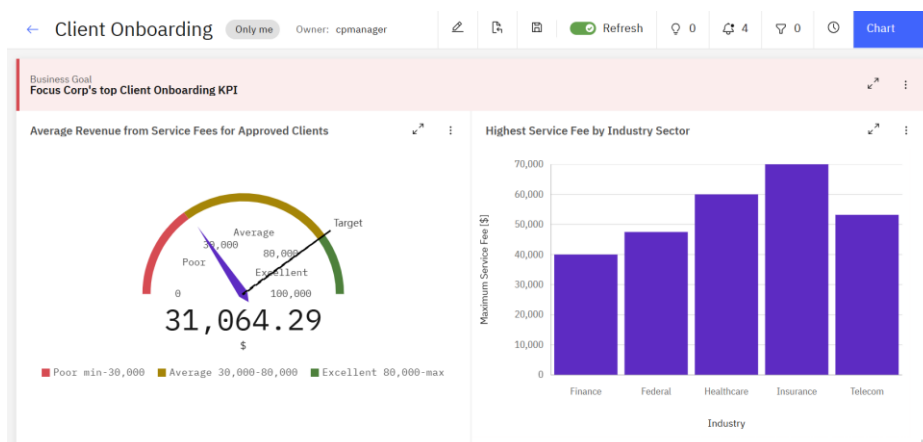 ← Client Onboarding Only me Owner: cpmanager Refresh 0 4 0 Chart
Business Goal
Focus Corp's top Client Onboarding KPI
Average Revenue from Service Fees for Approved Clients
Target
Average
30,000
80,000
Poor
Excellent
0
100,000
31,064.29
$
Poor min-30,000 Average 30,000-80,000 Excellent 80,000-max
Highest Service Fee by Industry Sector
Maximum Service Fee [$]
70,000
60,000
50,000
40,000
30,000
20,000
10,000
0
Finance Federal Healthcare Insurance Telecom
Industry